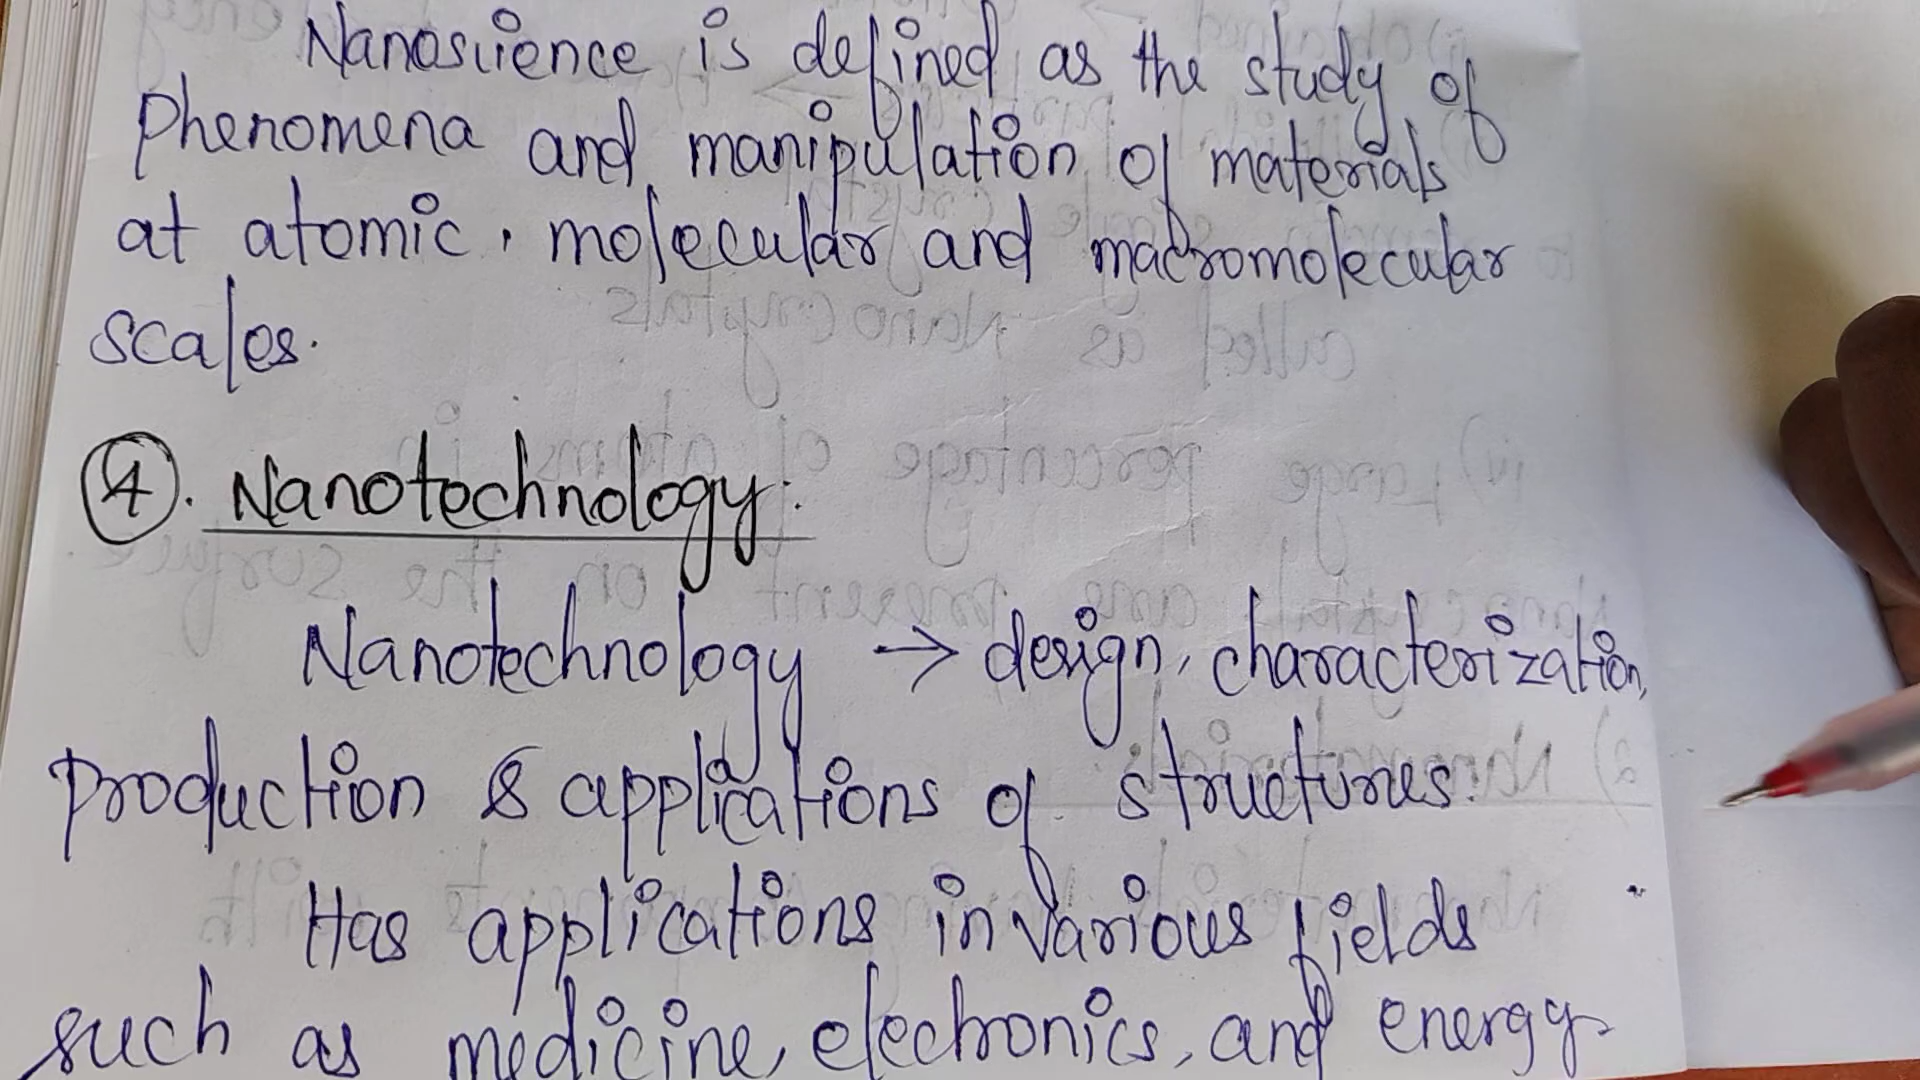 Nanoscience is defined as the study of
Phenomena and manipulation of materials
at atomic, molecular and macromolecular
scales.
4. Nanotechnology:
Nanotechnology → design, characterization,
production & applications of structures.
Has applications in various fields
such as medicine, electronics, and energy.